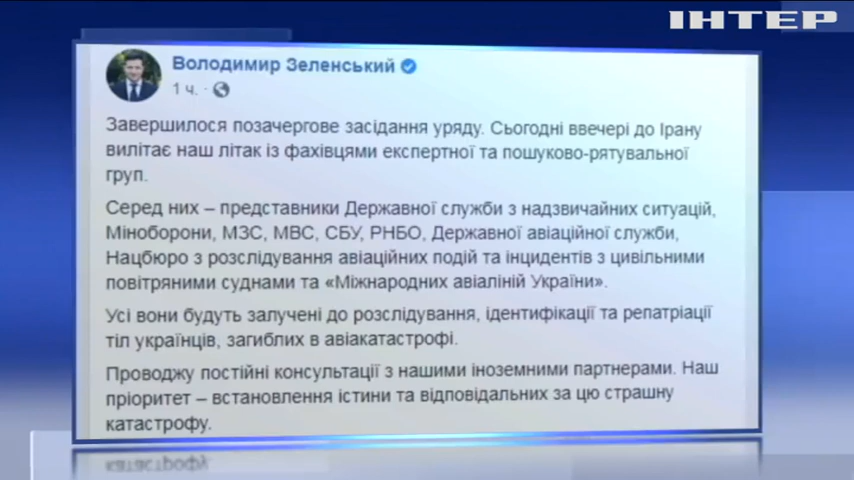 ІНТЕР
Володимир Зеленський
1 ч. ·
Завершилося позачергове засідання уряду. Сьогодні ввечері до Ірану
вилітає наш літак із фахівцями експертної та пошуково-рятувальної
груп.
Серед них – представники Державної служби з надзвичайних ситуацій,
Міноборони, МЗС, МВС, СБУ, РНБО, Державної авіаційної служби,
Нацбюро з розслідування авіаційних подій та інцидентів з цивільними
повітряними суднами та «Міжнародних авіаліній України».
Усі вони будуть залучені до розслідування, ідентифікації та репатріації
тіл українців, загиблих в авіакатастрофі.
Проводжу постійні консультації з нашими іноземними партнерами. Наш
пріоритет – встановлення істини та відповідальних за цю страшну
катастрофу.